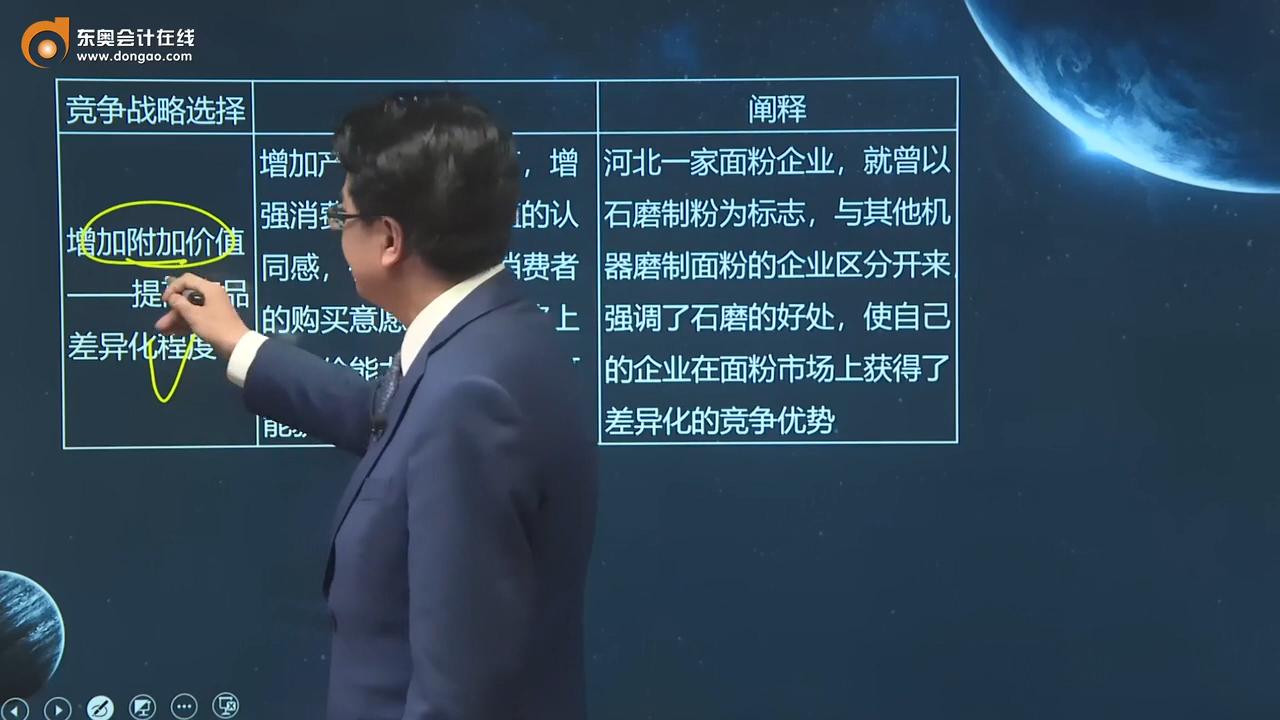 东奥会计在线
www.dongao.com
竞争战略选择
阐释
增加附加价值
——提 品
差异化程度
增加产 ，增
强消费 的认
同感， 消费者
的购买意愿 上
能
河北一家面粉企业，就曾以
石磨制粉为标志，与其他机
器磨制面粉的企业区分开来，
强调了石磨的好处，使自己
的企业在面粉市场上获得了
差异化的竞争优势